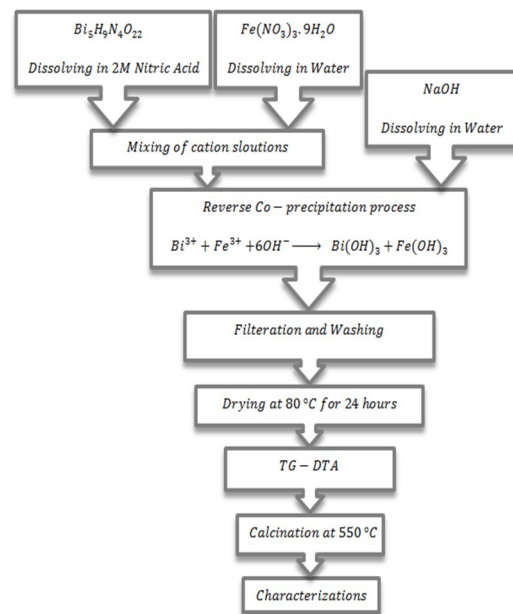 Bi₅H₉N₄O₂₂
Dissolving in 2M Nitric Acid
Fe(NO₃)₃.9H₂O
Dissolving in Water
NaOH
Dissolving in Water
Mixing of cation sloutions
Reverse Co − precipitation process
Bi³⁺ + Fe³⁺ +6OH⁻ ⟶ Bi(OH)₃ + Fe(OH)₃
Filteration and Washing
Drying at 80 °C for 24 hours
TG − DTA
Calcination at 550 °C
Characterizations